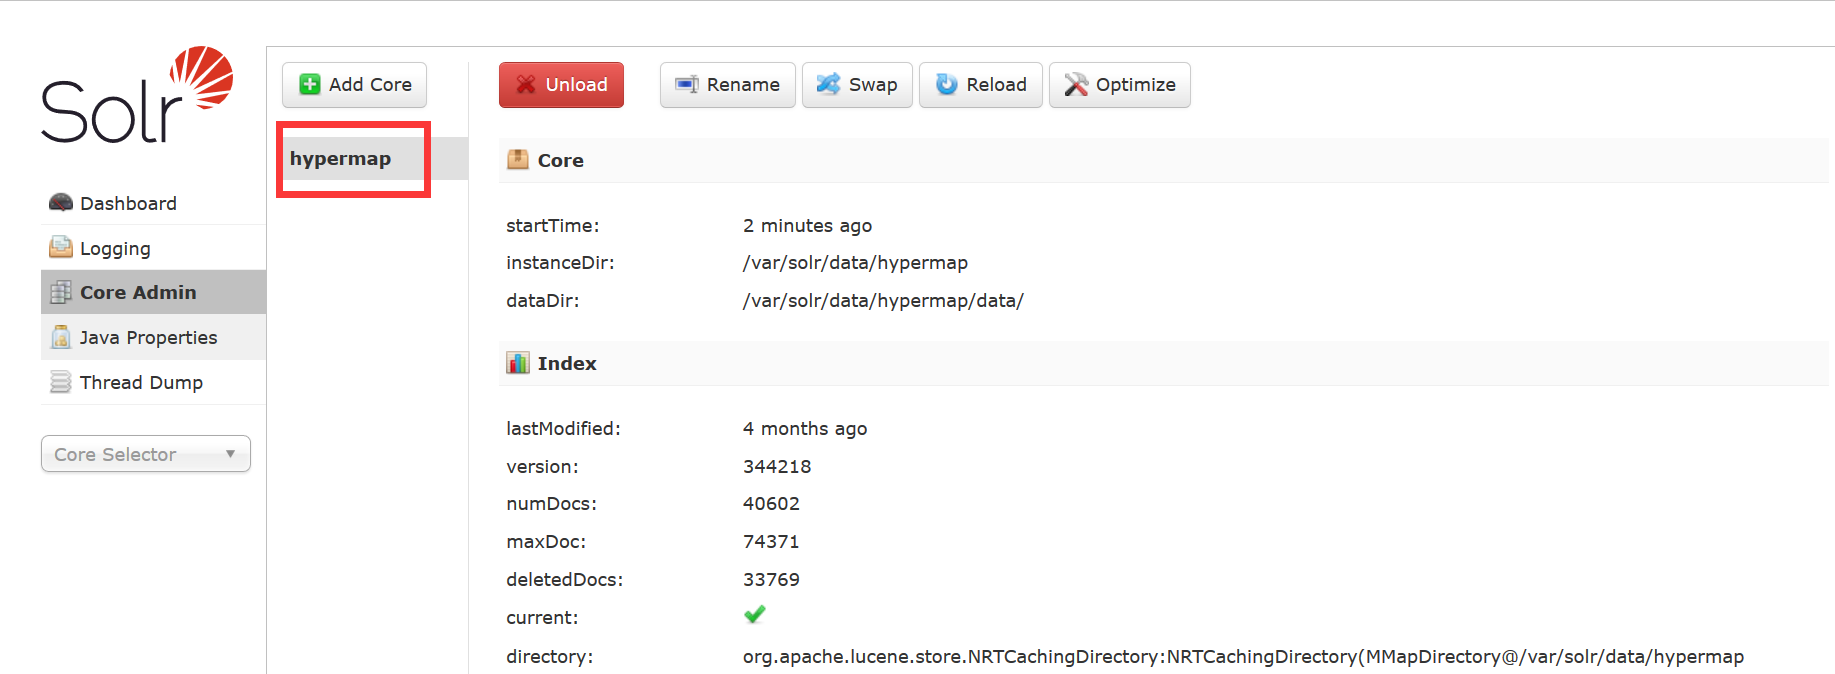 Solr
Dashboard
Logging
Core Admin
Java Properties
Thread Dump
Core Selector
Add Core
hypermap
Unload
Rename
Swap
Reload
Optimize
Core
startTime: 2 minutes ago
instanceDir: /var/solr/data/hypermap
dataDir: /var/solr/data/hypermap/data/
Index
lastModified: 4 months ago
version: 344218
numDocs: 40602
maxDoc: 74371
deletedDocs: 33769
current:
directory: org.apache.lucene.store.NRTCachingDirectory:NRTCachingDirectory(MMapDirectory@/var/solr/data/hypermap